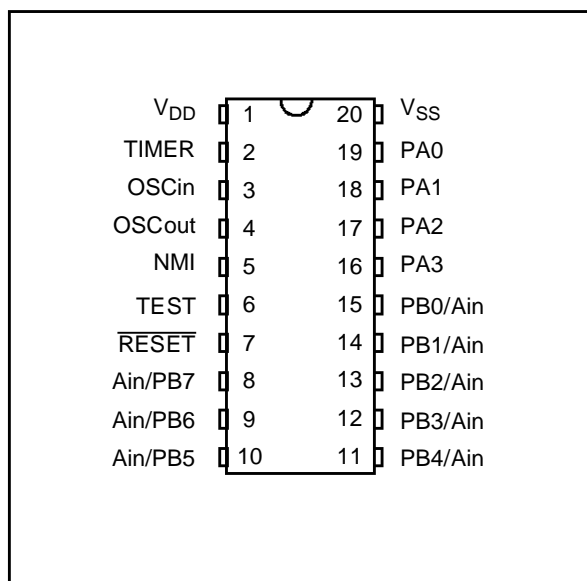 VDD 1 20 VSS
TIMER 2 19 PA0
OSCin 3 18 PA1
OSCout 4 17 PA2
NMI 5 16 PA3
TEST 6 15 PB0/Ain
RESET 7 14 PB1/Ain
Ain/PB7 8 13 PB2/Ain
Ain/PB6 9 12 PB3/Ain
Ain/PB5 10 11 PB4/Ain